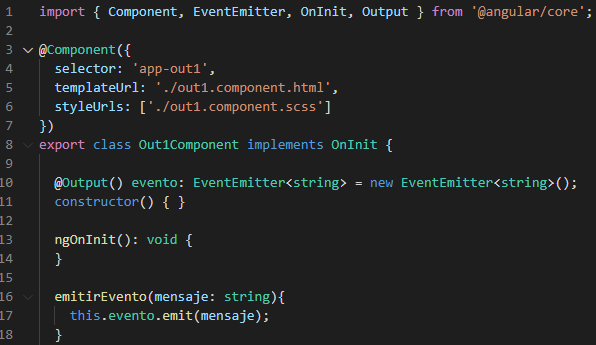 1 import { Component, EventEmitter, OnInit, Output } from '@angular/core';
2
3 @Component({
4   selector: 'app-out1',
5   templateUrl: './out1.component.html',
6   styleUrls: ['./out1.component.scss']
7 })
8 export class Out1Component implements OnInit {
9
10   @Output() evento: EventEmitter<string> = new EventEmitter<string>();
11   constructor() { }
12
13   ngOnInit(): void {
14   }
15
16   emitirEvento(mensaje: string){
17     this.evento.emit(mensaje);
18   }